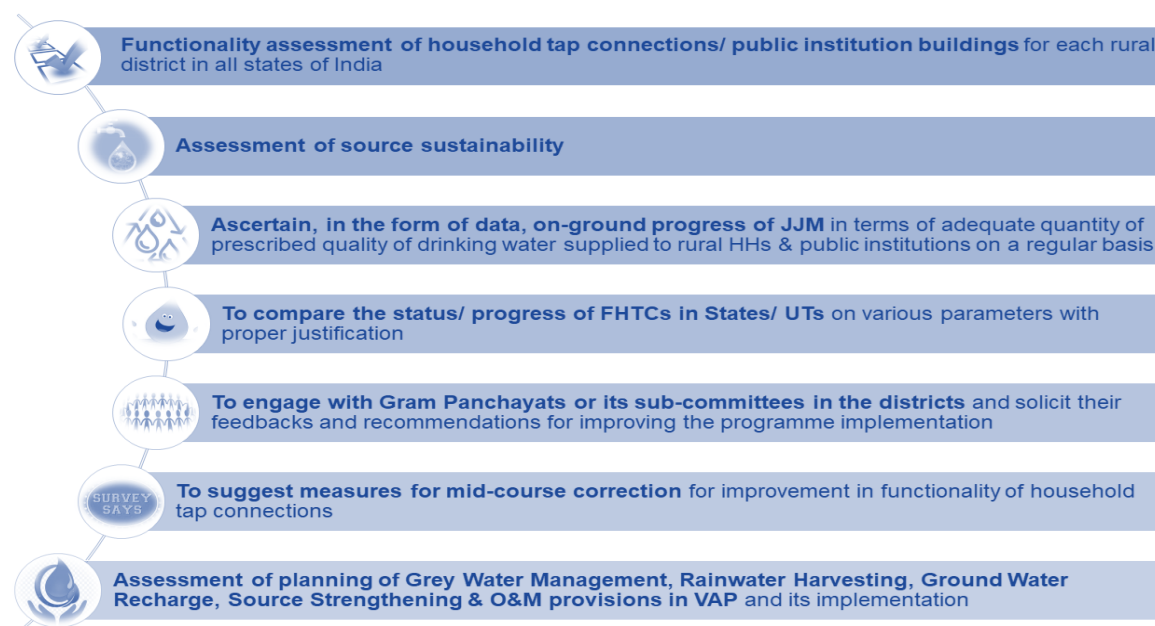 Functionality assessment of household tap connections/ public institution buildings for each rural
district in all states of India
Assessment of source sustainability
Ascertain, in the form of data, on-ground progress of JJM in terms of adequate quantity of
prescribed quality of drinking water supplied to rural HHs & public institutions on a regular basis
To compare the status/ progress of FHTCs in States/ UTs on various parameters with
proper justification
To engage with Gram Panchayats or its sub-committees in the districts and solicit their
feedbacks and recommendations for improving the programme implementation
SURVEY
SAYS
To suggest measures for mid-course correction for improvement in functionality of household
tap connections
Assessment of planning of Grey Water Management, Rainwater Harvesting, Ground Water
Recharge, Source Strengthening & O&M provisions in VAP and its implementation